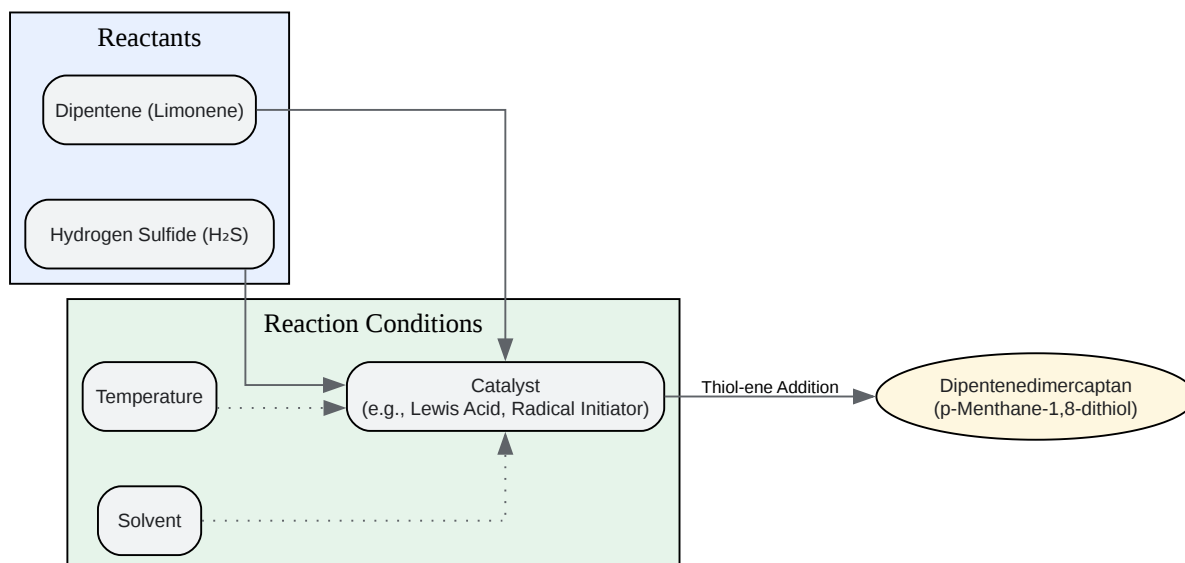 Reactants
Dipentene (Limonene)
Hydrogen Sulfide (H₂S)
Reaction Conditions
Temperature
Catalyst
(e.g., Lewis Acid, Radical Initiator)
Thiol-ene Addition
Dipentenedimercaptan
(p-Menthane-1,8-dithiol)
Solvent